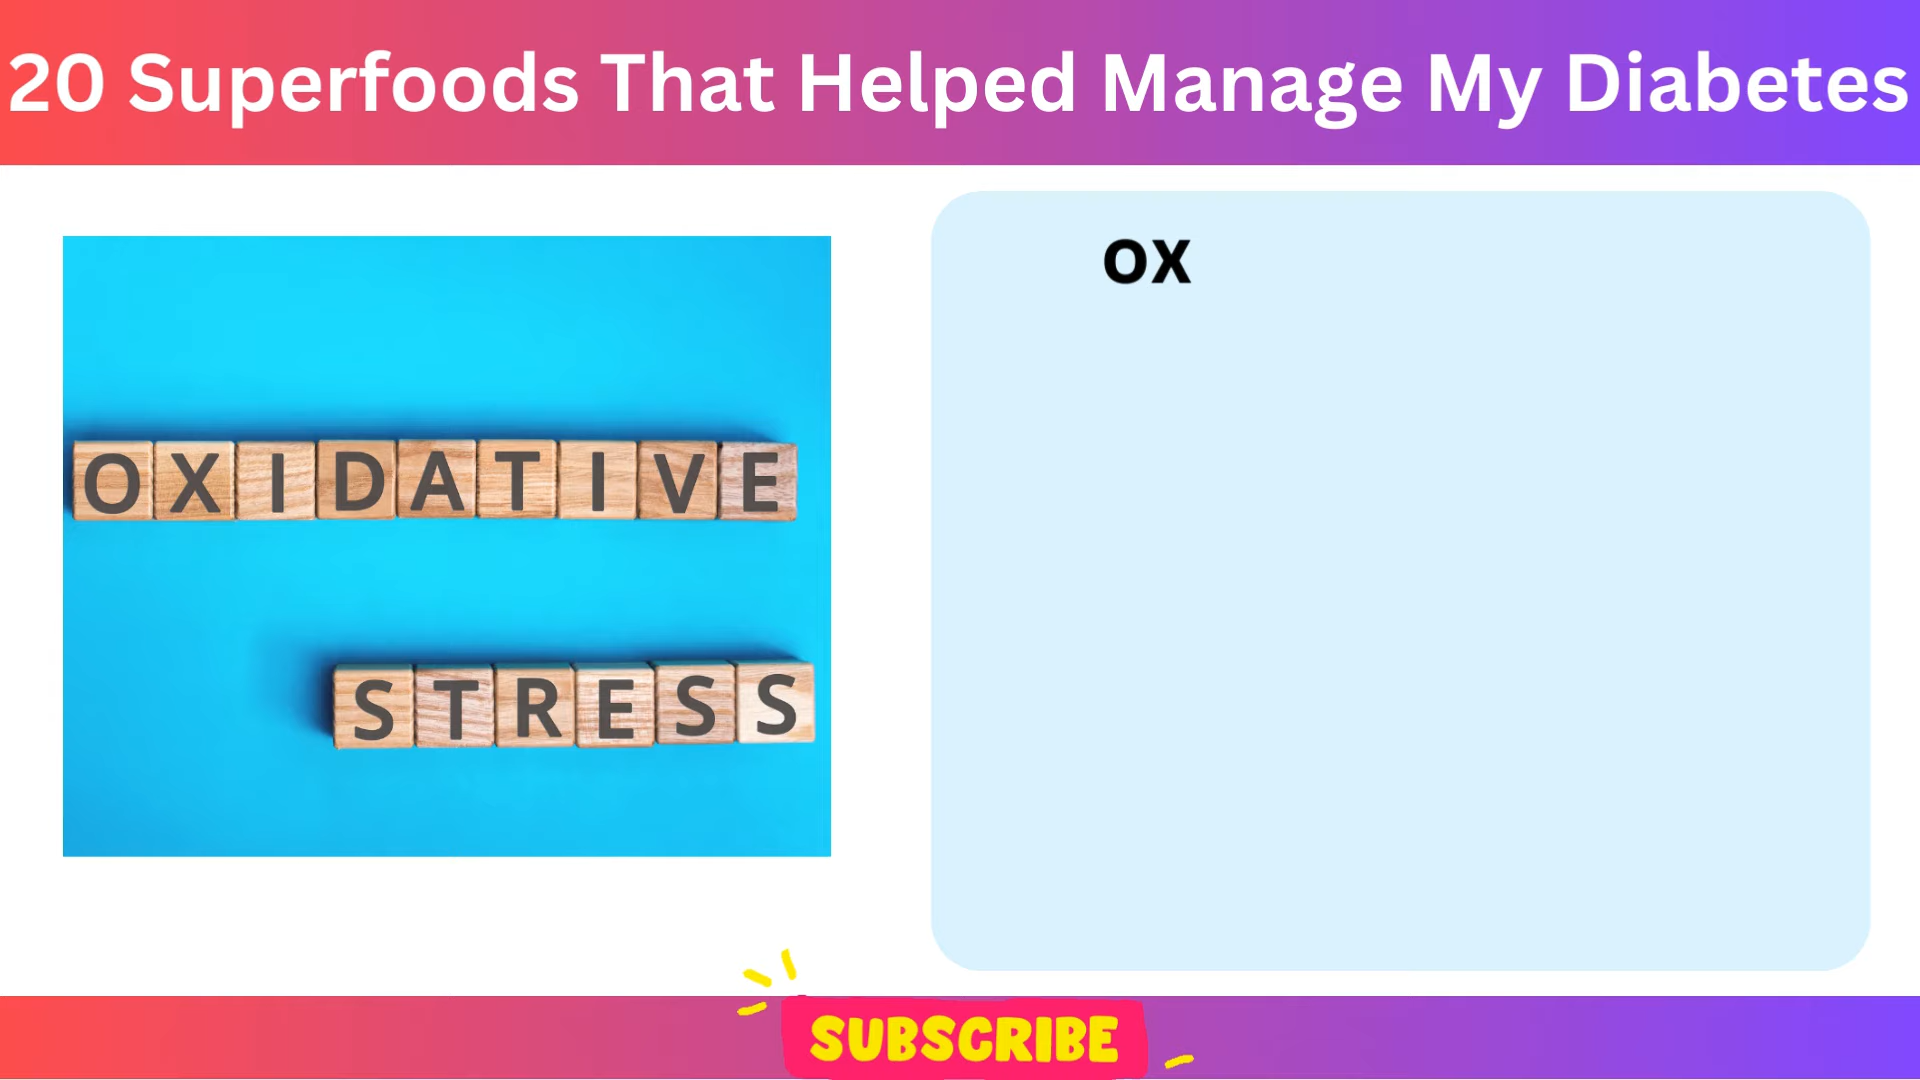 20 Superfoods That Helped Manage My Diabetes
OX
OXIDATIVE
STRESS
SUBSCRIBE